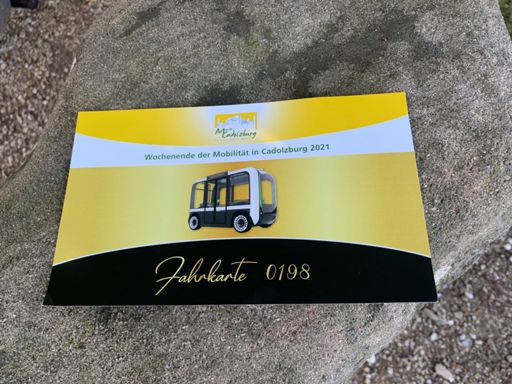 Cadolzburg
Wochenende der Mobilität in Cadolzburg 2021
Fahrkarte 0198